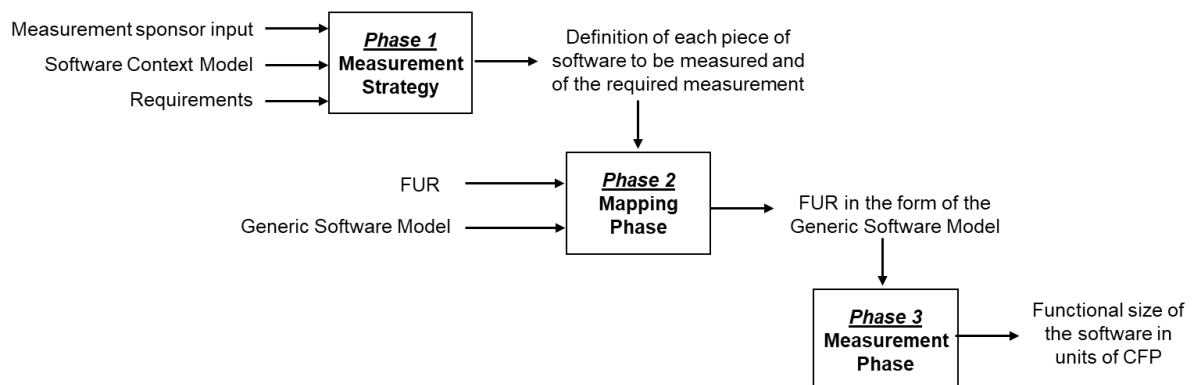 Measurement sponsor input
Software Context Model
Requirements
Phase 1
Measurement
Strategy
Definition of each piece of
software to be measured and
of the required measurement
FUR
Generic Software Model
Phase 2
Mapping
Phase
FUR in the form of the
Generic Software Model
Phase 3
Measurement
Phase
Functional size of
the software in
units of CFP